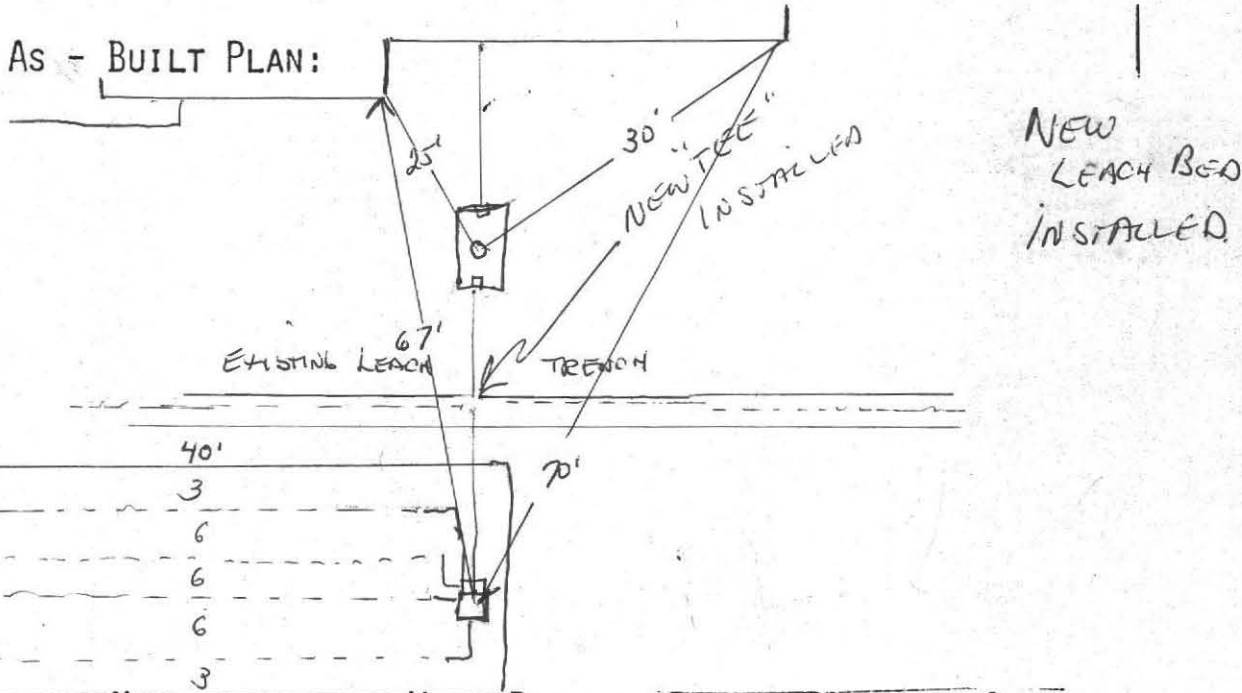 As - BUILT PLAN:
NEW
LEACH BED
INSTALLED.
25'
30'
NEW "TEE"
INSTALLED
67'
EXISTING LEACH TRENCH
40'
70'
3
6
6
6
3